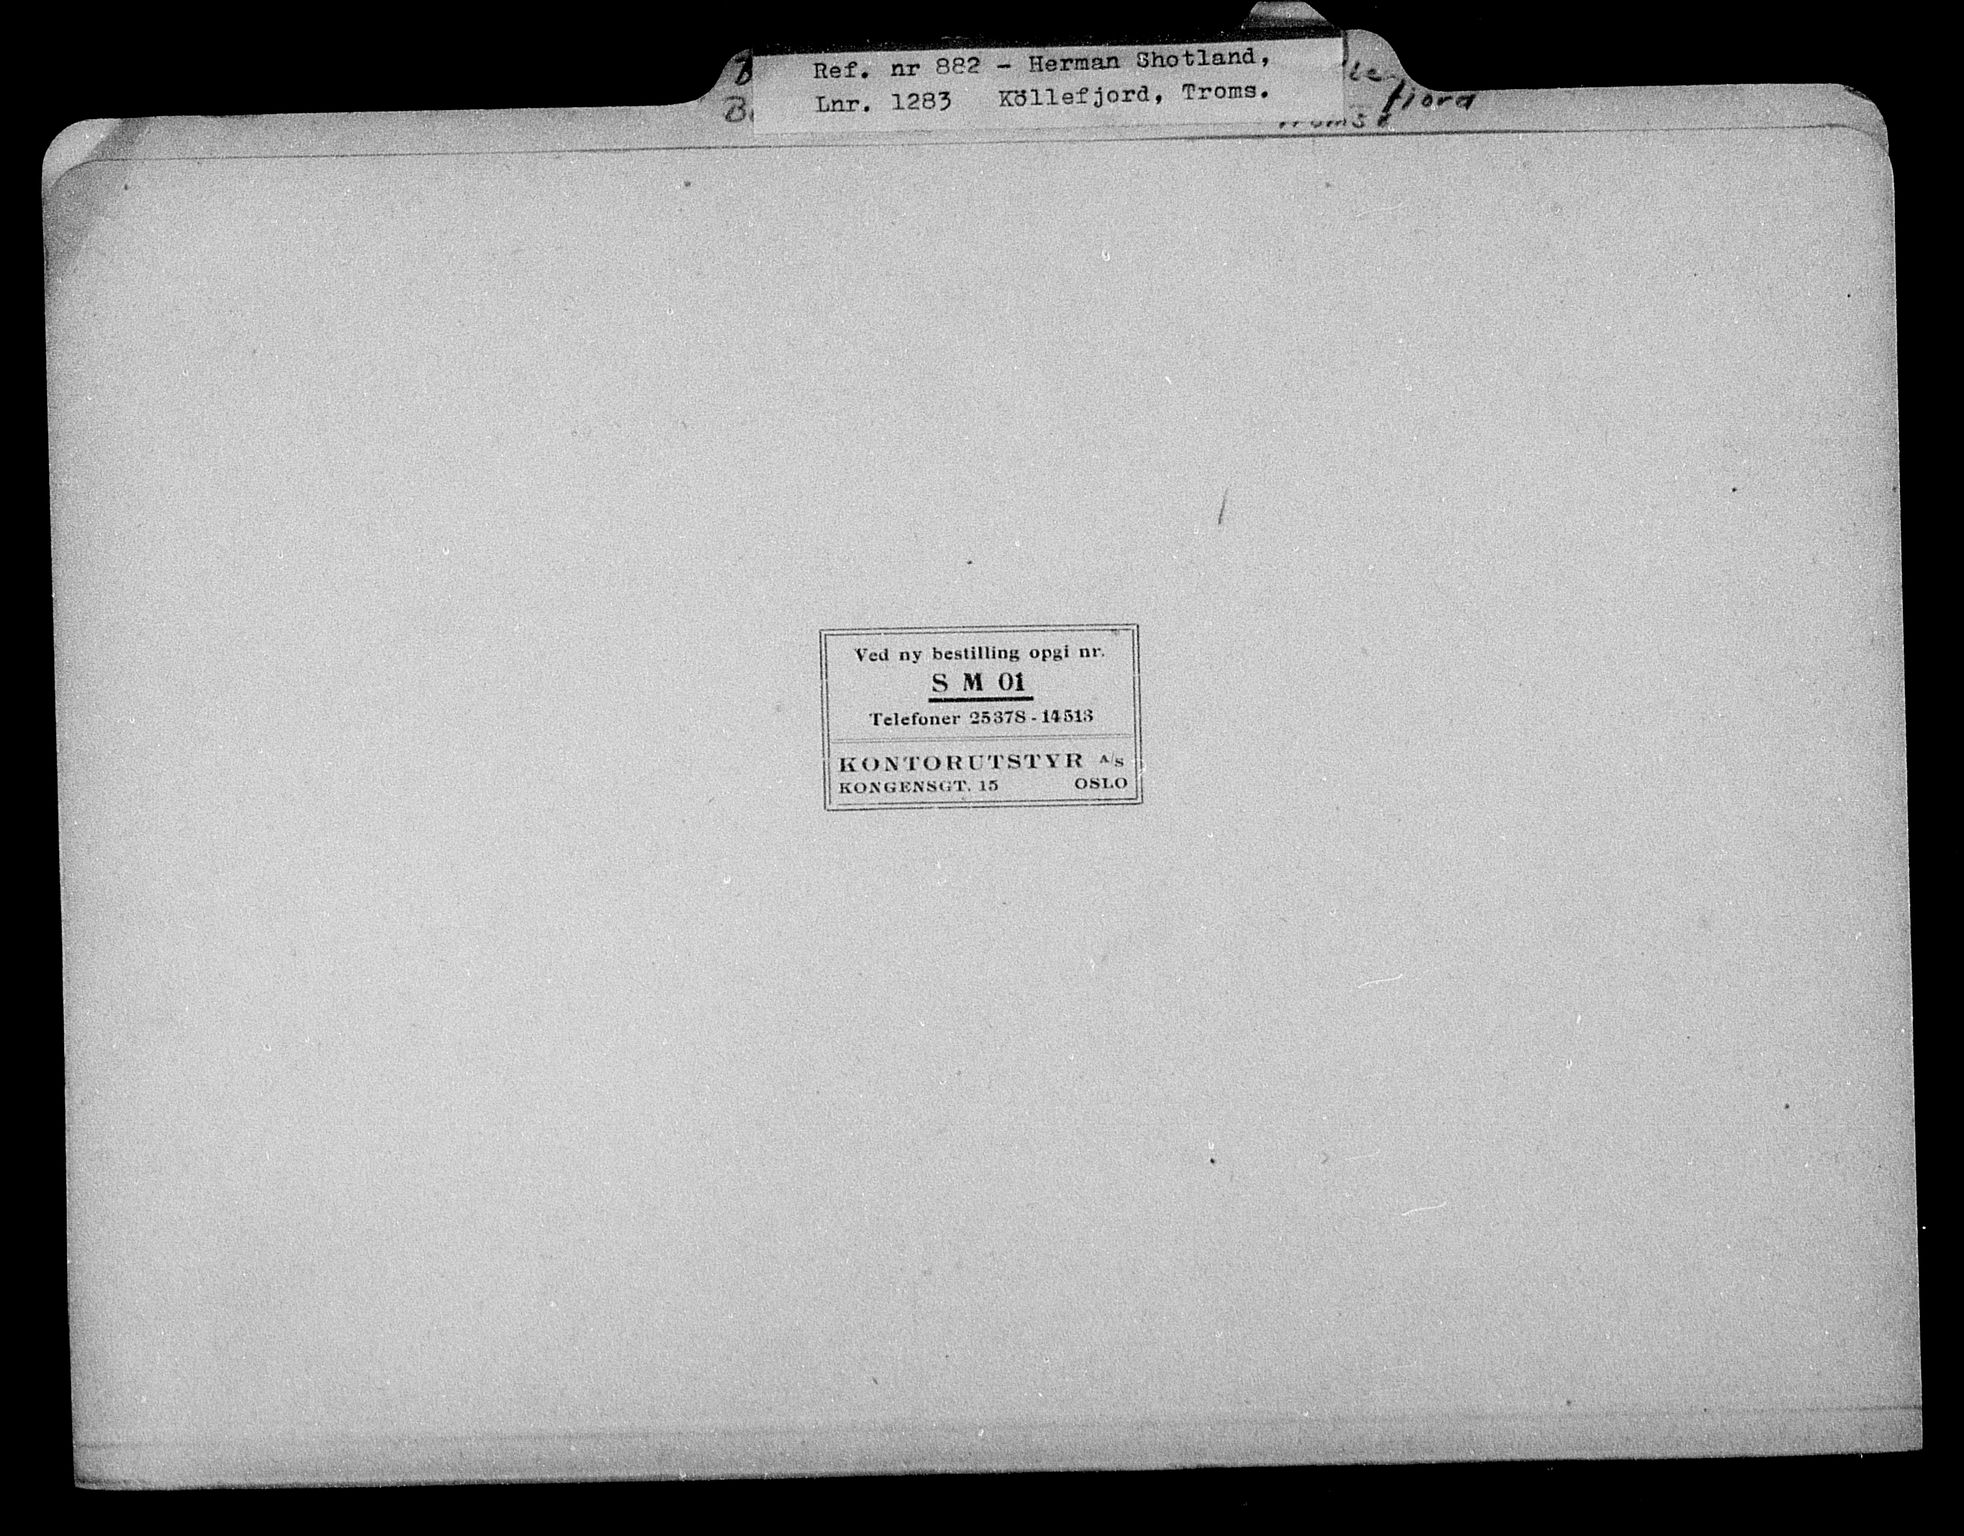 Ref. nr 882 - Herman Shotland,
Lnr. 1283 Köllefjord, Troms.
fjord
Ved ny bestilling opgi nr.
S M 01
Telefoner 25378 - 14513
KONTORUTSTYR A/S
KONGENSGT. 15 OSLO